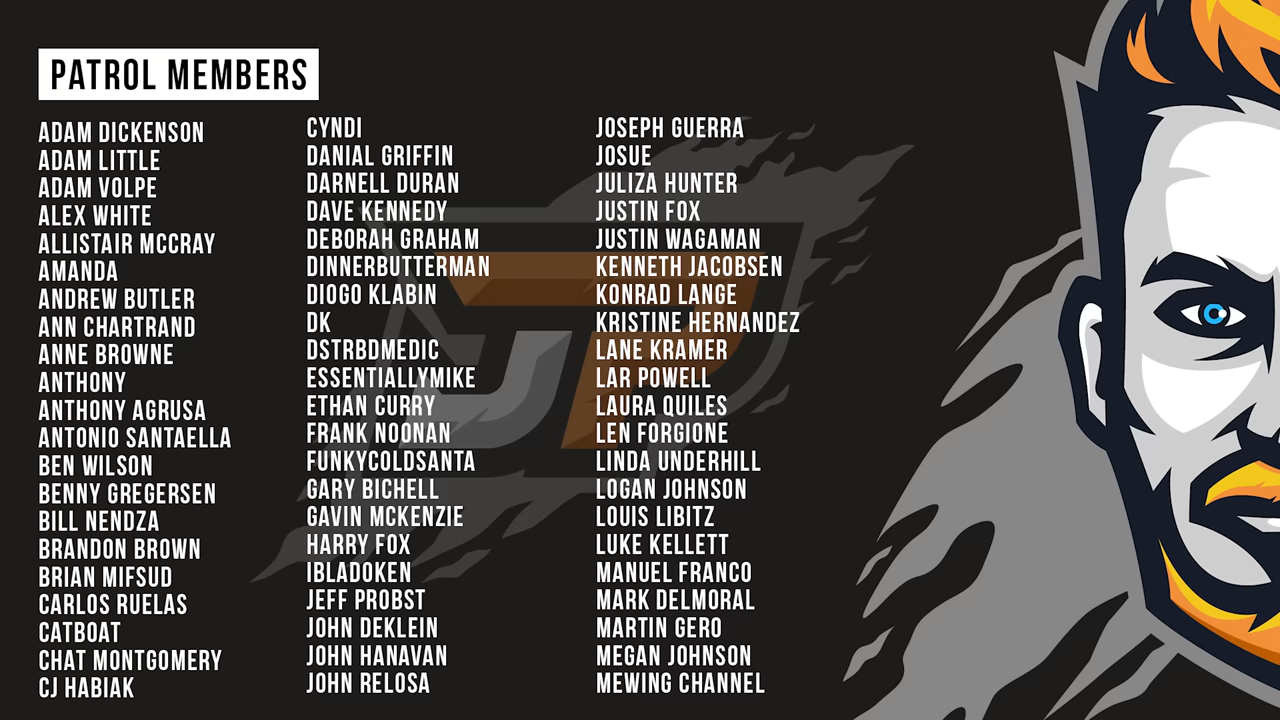 PATROL MEMBERS
ADAM DICKENSON
ADAM LITTLE
ADAM VOLPE
ALEX WHITE
ALLISTAIR MCCRAY
AMANDA
ANDREW BUTLER
ANN CHARTRAND
ANNE BROWNE
ANTHONY
ANTHONY AGRUSA
ANTONIO SANTAELLA
BEN WILSON
BENNY GREGERSEN
BILL NENDZA
BRANDON BROWN
BRIAN MIFSUD
CARLOS RUELAS
CATBOAT
CHAT MONTGOMERY
CJ HABIAK
CYNDI
DANIAL GRIFFIN
DARNELL DURAN
DAVE KENNEDY
DEBORAH GRAHAM
DINNERBUTTERMAN
DIOGO KLABIN
DK
DSTRBDMEDIC
ESSENTIALLYMIKE
ETHAN CURRY
FRANK NOONAN
FUNKYCOLDSANTA
GARY BICHELL
GAVIN MCKENZIE
HARRY FOX
IBLADOKEN
JEFF PROBST
JOHN DEKLEIN
JOHN HANAVAN
JOHN RELOSA
JOSEPH GUERRA
JOSUE
JULIZA HUNTER
JUSTIN FOX
JUSTIN WAGAMAN
KENNETH JACOBSEN
KONRAD LANGE
KRISTINE HERNANDEZ
LANE KRAMER
LAR POWELL
LAURA QUILES
LEN FORGIONE
LINDA UNDERHILL
LOGAN JOHNSON
LOUIS LIBITZ
LUKE KELLETT
MANUEL FRANCO
MARK DELMORAL
MARTIN GERO
MEGAN JOHNSON
MEWING CHANNEL
JR